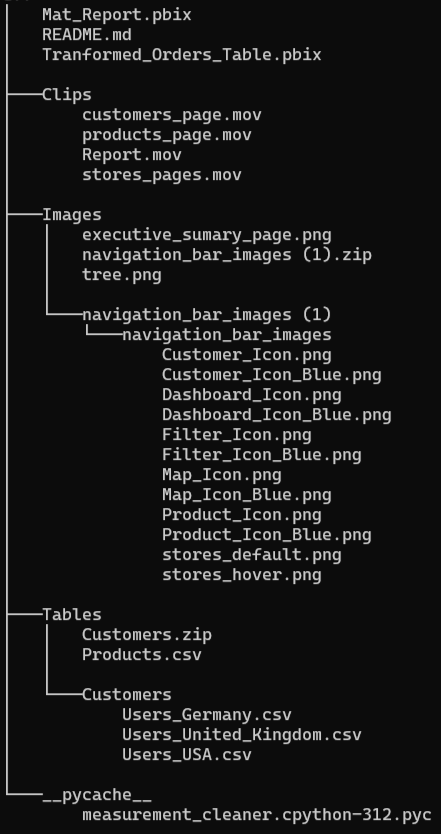 Mat_Report.pbix
README.md
Tranformed_Orders_Table.pbix
Clips
customers_page.mov
products_page.mov
Report.mov
stores_pages.mov
Images
executive_sumary_page.png
navigation_bar_images (1).zip
tree.png
navigation_bar_images (1)
navigation_bar_images
Customer_Icon.png
Customer_Icon_Blue.png
Dashboard_Icon.png
Dashboard_Icon_Blue.png
Filter_Icon.png
Filter_Icon_Blue.png
Map_Icon.png
Map_Icon_Blue.png
Product_Icon.png
Product_Icon_Blue.png
stores_default.png
stores_hover.png
Tables
Customers.zip
Products.csv
Customers
Users_Germany.csv
Users_United_Kingdom.csv
Users_USA.csv
__pycache__
measurement_cleaner.cpython-312.pyc